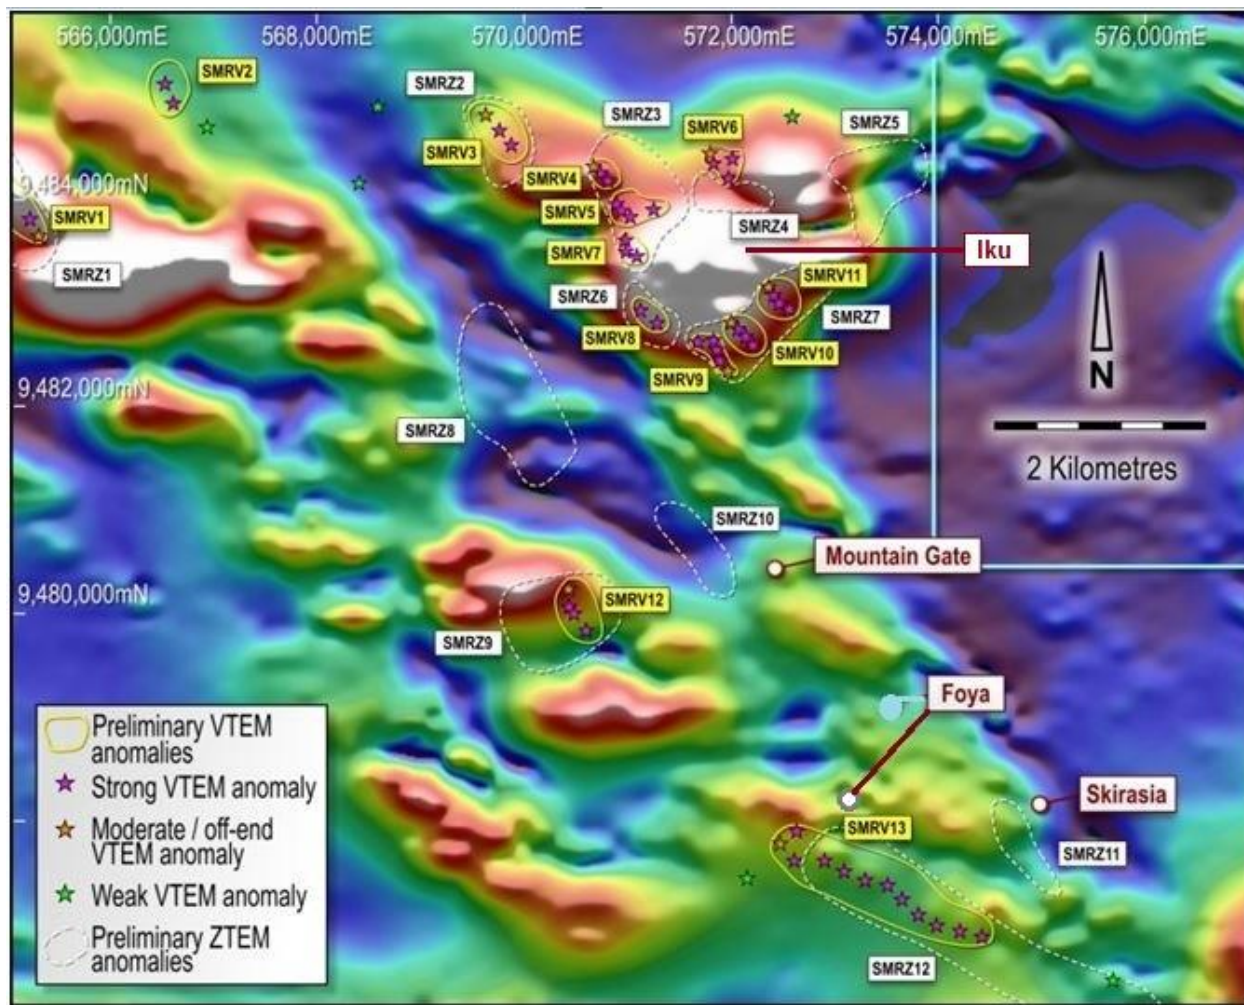 566,000mE
568,000mE
570,000mE
572,000mE
574,000mE
576,000mE
SMRV2
SMRZ2
SMRZ3
SMRV6
SMRZ5
SMRV3
SMRV4
9,484,000mN
SMRV1
SMRV5
SMRZ4
SMRV7
Iku
SMRZ1
SMRV11
SMRZ6
SMRZ7
SMRV8
SMRV10
SMRV9
N
9,482,000mN
SMRZ8
2 Kilometres
SMRZ10
Mountain Gate
9,480,000mN
SMRV12
SMRZ9
Foya
Skirasia
SMRV13
SMRZ11
SMRZ12
Preliminary VTEM
anomalies
Strong VTEM anomaly
Moderate / off-end
VTEM anomaly
Weak VTEM anomaly
Preliminary ZTEM
anomalies